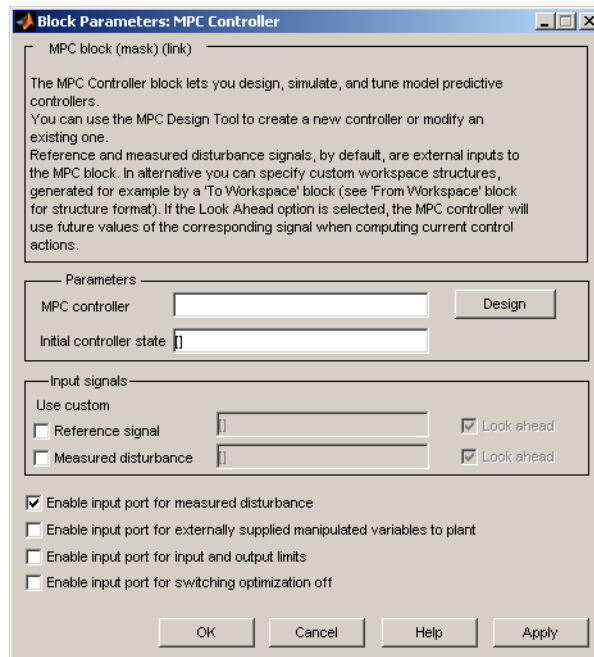 Block Parameters: MPC Controller
MPC block (mask) (link)
The MPC Controller block lets you design, simulate, and tune model predictive
controllers.
You can use the MPC Design Tool to create a new controller or modify an
existing one.
Reference and measured disturbance signals, by default, are external inputs to
the MPC block. In alternative you can specify custom workspace structures,
generated for example by a 'To Workspace' block (see 'From Workspace' block
for structure format). If the Look Ahead option is selected, the MPC controller will
use future values of the corresponding signal when computing current control
actions.
Parameters
MPC controller Design
Initial controller state []
Input signals
Use custom
Reference signal [] Look ahead
Measured disturbance [] Look ahead
Enable input port for measured disturbance
Enable input port for externally supplied manipulated variables to plant
Enable input port for input and output limits
Enable input port for switching optimization off
OK Cancel Help Apply